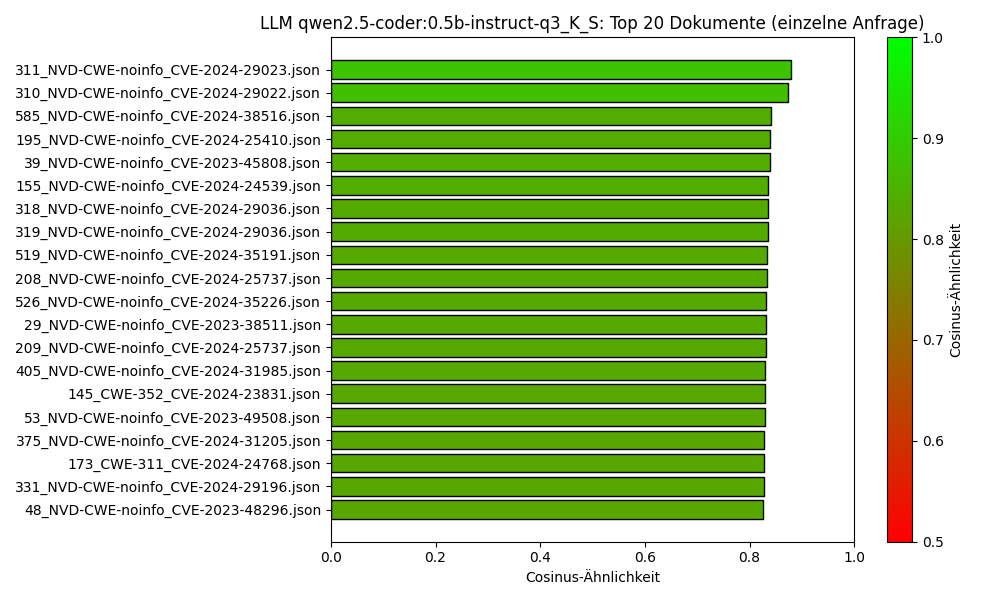 LLM qwen2.5-coder:0.5b-instruct-q3_K_S: Top 20 Dokumente (einzelne Anfrage)
311_NVD-CWE-noinfo_CVE-2024-29023.json
310_NVD-CWE-noinfo_CVE-2024-29022.json
585_NVD-CWE-noinfo_CVE-2024-38516.json
195_NVD-CWE-noinfo_CVE-2024-25410.json
39_NVD-CWE-noinfo_CVE-2023-45808.json
155_NVD-CWE-noinfo_CVE-2024-24539.json
318_NVD-CWE-noinfo_CVE-2024-29036.json
319_NVD-CWE-noinfo_CVE-2024-29036.json
519_NVD-CWE-noinfo_CVE-2024-35191.json
208_NVD-CWE-noinfo_CVE-2024-25737.json
526_NVD-CWE-noinfo_CVE-2024-35226.json
29_NVD-CWE-noinfo_CVE-2023-38511.json
209_NVD-CWE-noinfo_CVE-2024-25737.json
405_NVD-CWE-noinfo_CVE-2024-31985.json
145_CWE-352_CVE-2024-23831.json
53_NVD-CWE-noinfo_CVE-2023-49508.json
375_NVD-CWE-noinfo_CVE-2024-31205.json
173_CWE-311_CVE-2024-24768.json
331_NVD-CWE-noinfo_CVE-2024-29196.json
48_NVD-CWE-noinfo_CVE-2023-48296.json
0.0 0.2 0.4 0.6 0.8 1.0
Cosinus-Ähnlichkeit
1.0
0.9
0.8
0.7
0.6
0.5
Cosinus-Ähnlichkeit